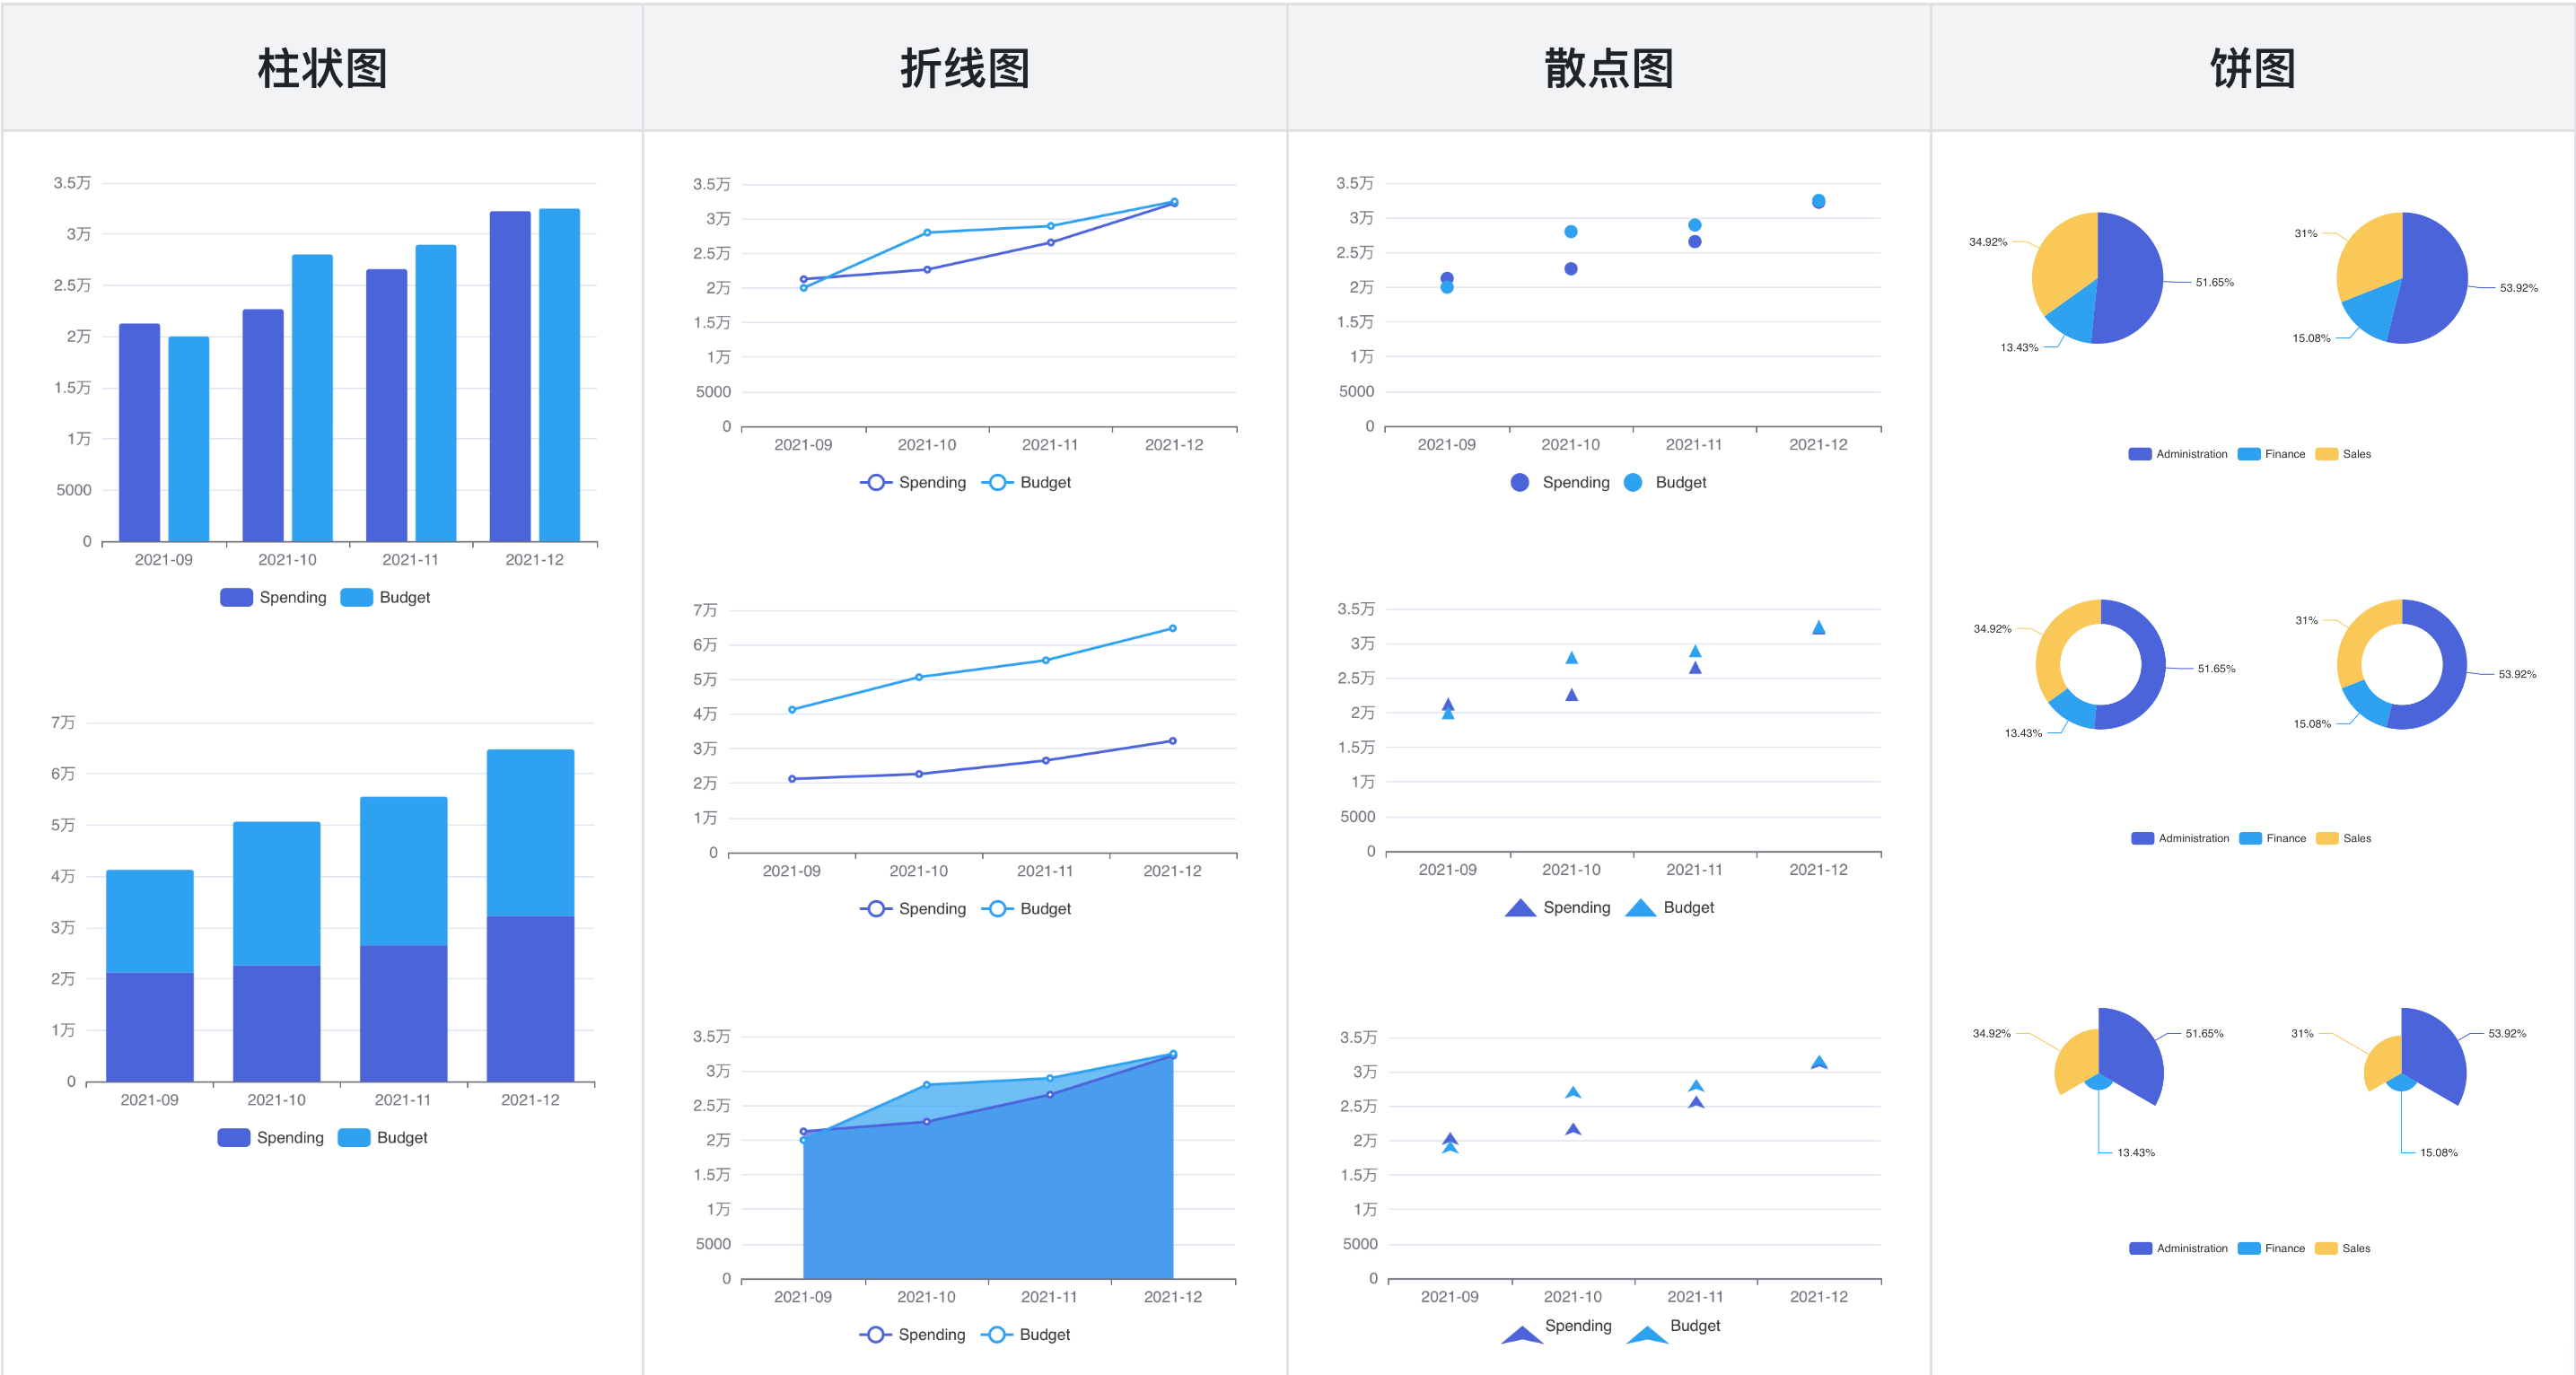 柱状图
折线图
散点图
饼图
3.5万
3万
2.5万
2万
1.5万
1万
5000
0
2021-09 2021-10 2021-11 2021-12
Spending Budget
7万
6万
5万
4万
3万
2万
1万
0
2021-09 2021-10 2021-11 2021-12
Spending Budget
3.5万
3万
2.5万
2万
1.5万
1万
5000
0
2021-09 2021-10 2021-11 2021-12
Spending Budget
7万
6万
5万
4万
3万
2万
1万
0
2021-09 2021-10 2021-11 2021-12
Spending Budget
3.5万
3万
2.5万
2万
1.5万
1万
5000
0
2021-09 2021-10 2021-11 2021-12
Spending Budget
3.5万
3万
2.5万
2万
1.5万
1万
5000
0
2021-09 2021-10 2021-11 2021-12
Spending Budget
3.5万
3万
2.5万
2万
1.5万
1万
5000
0
2021-09 2021-10 2021-11 2021-12
Spending Budget
3.5万
3万
2.5万
2万
1.5万
1万
5000
0
2021-09 2021-10 2021-11 2021-12
Spending Budget
34.92%
51.65%
13.43%
31%
53.92%
15.08%
Administration Finance Sales
34.92%
51.65%
13.43%
31%
53.92%
15.08%
Administration Finance Sales
34.92%
51.65%
13.43%
31%
53.92%
15.08%
Administration Finance Sales